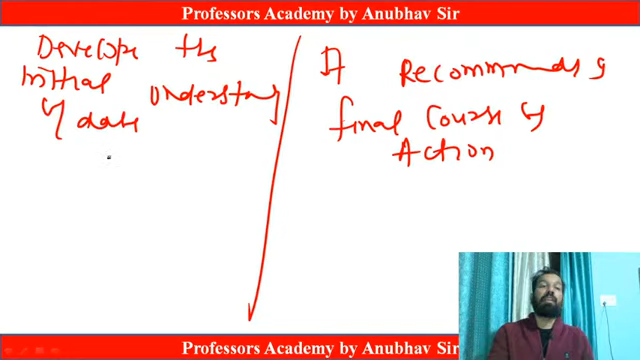 Professors Academy by Anubhav Sir
Develops the
initial
understanding
of data
It Recommends a
final Course of
Action
Professors Academy by Anubhav Sir